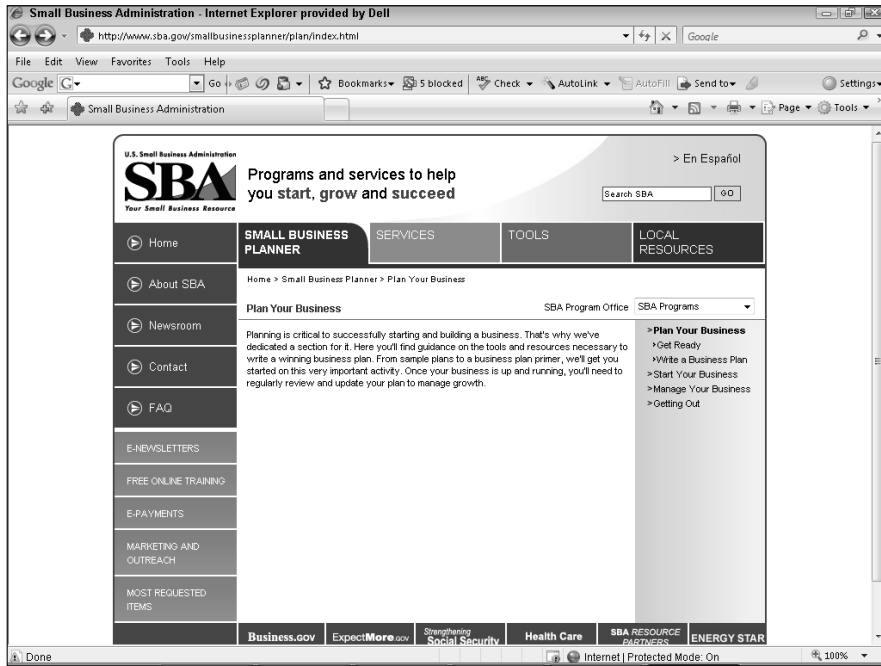 Small Business Administration - Internet Explorer provided by Dell
http://www.sba.gov/smallbusinessplanner/plan/index.html
Google
File Edit View Favorites Tools Help
Google G Go Bookmarks 5 blocked Check AutoLink AutoFill Send to Settings
Small Business Administration
Page Tools
U.S. Small Business Administration
SBA
Your Small Business Resource
Programs and services to help
you start, grow and succeed
> En Español
Search SBA GO
Home
About SBA
Newsroom
Contact
FAQ
E-NEWSLETTERS
FREE ONLINE TRAINING
E-PAYMENTS
MARKETING AND
OUTREACH
MOST REQUESTED
ITEMS
SMALL BUSINESS
PLANNER
SERVICES
TOOLS
LOCAL
RESOURCES
Home > Small Business Planner > Plan Your Business
Plan Your Business
SBA Program Office SBA Programs
Planning is critical to successfully starting and building a business. That's why we've
dedicated a section for it. Here you'll find guidance on the tools and resources necessary to
write a winning business plan. From sample plans to a business plan primer, we'll get you
started on this very important activity. Once your business is up and running, you'll need to
regularly review and update your plan to manage growth.
>Plan Your Business
>Get Ready
>Write a Business Plan
>Start Your Business
>Manage Your Business
>Getting Out
Business.gov
ExpectMore.gov
Strengthening
Social Security
Health Care
SBA RESOURCE
PARTNERS
ENERGY STAR
Done
Internet | Protected Mode: On
100%